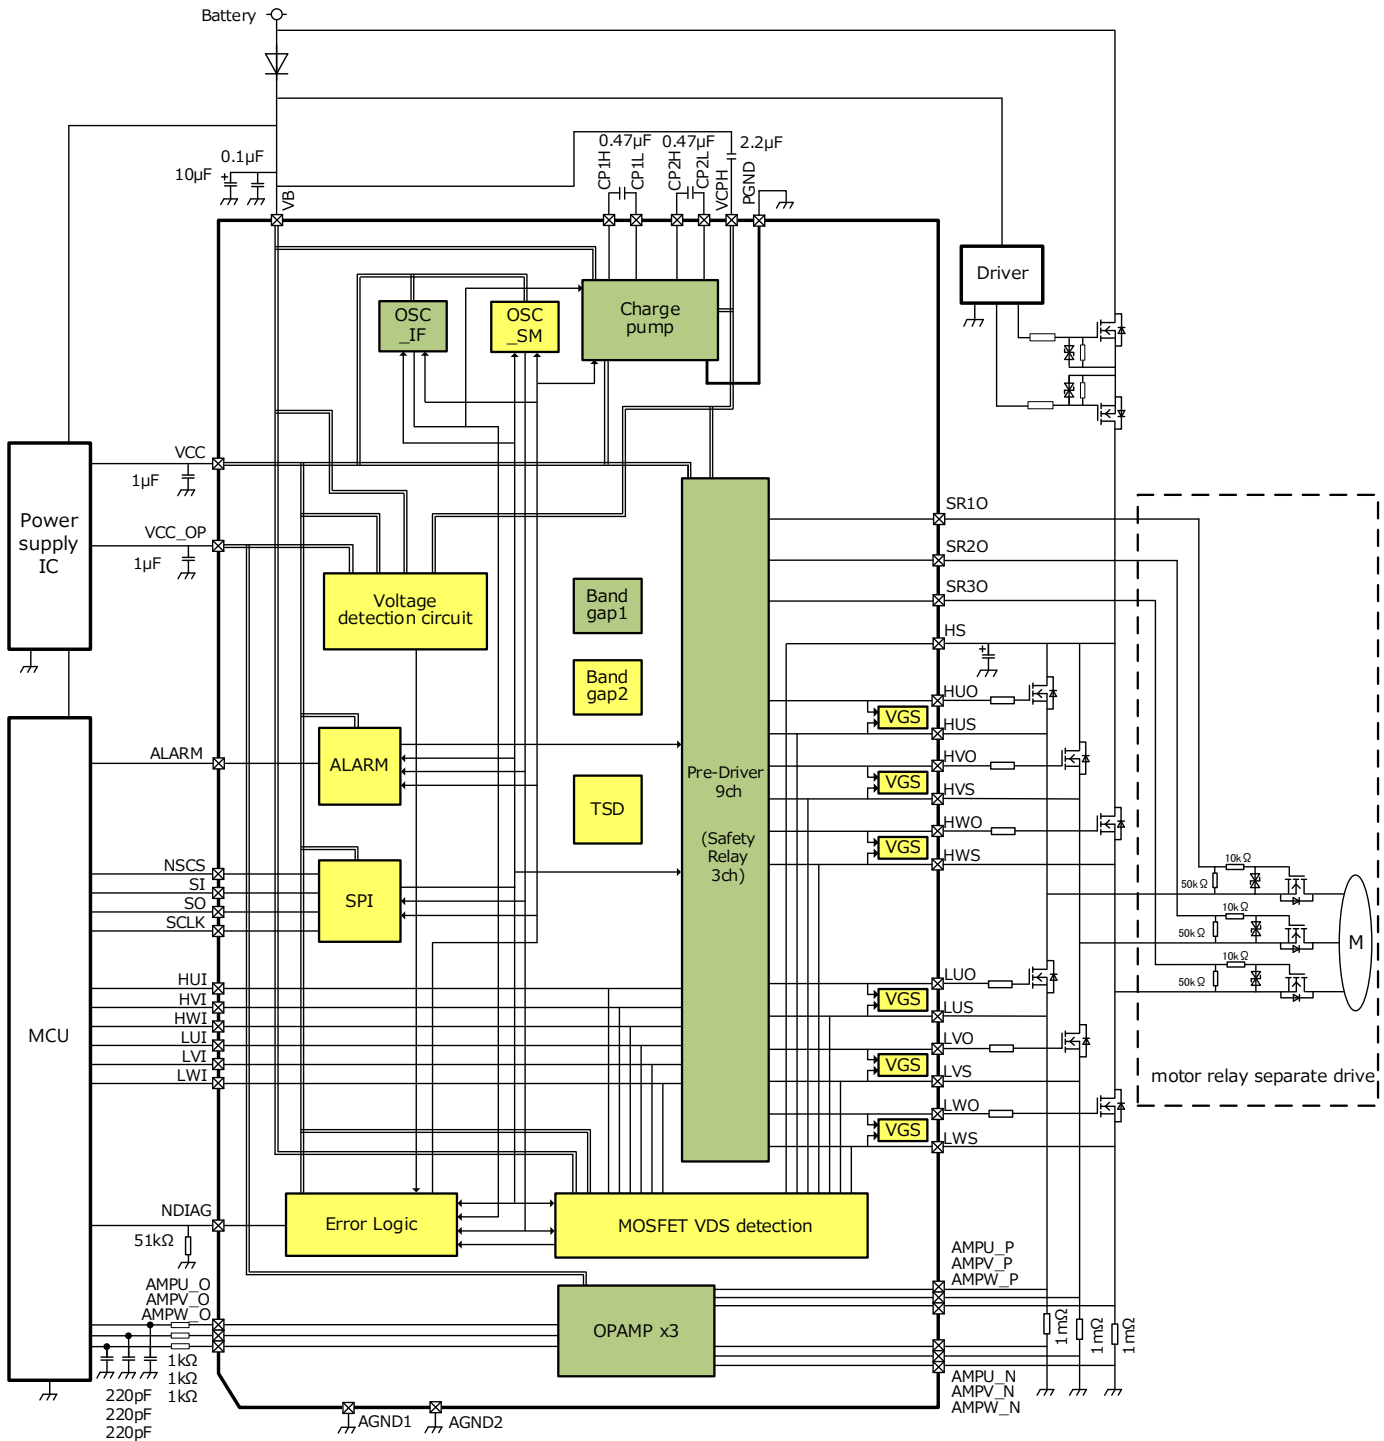 Battery
0.1µF
10µF
VB
CP1H
0.47µF
CP1L
CP2H
0.47µF
CP2L
VCPH
2.2µF
PGND
Driver
OSC
_IF
OSC
_SM
Charge
pump
VCC
1µF
VCC_OP
1µF
Power
supply
IC
Voltage
detection circuit
Band
gap1
Band
gap2
TSD
ALARM
ALARM
SPI
NSCS
SI
SO
SCLK
HUI
HVI
HWI
LUI
LVI
LWI
MCU
Pre-Driver
9ch
(Safety
Relay
3ch)
SR1O
SR2O
SR3O
HS
HUO
VGS
HUS
HVO
VGS
HVS
HWO
VGS
HWS
LUO
VGS
LUS
LVO
VGS
LVS
LWO
VGS
LWS
10kΩ
50kΩ
10kΩ
50kΩ
10kΩ
50kΩ
M
motor relay separate drive
NDIAG
51kΩ
Error Logic
MOSFET VDS detection
AMPU_O
AMPV_O
AMPW_O
1kΩ
1kΩ
1kΩ
220pF
220pF
220pF
OPAMP x3
AMPU_P
AMPV_P
AMPW_P
1mΩ
1mΩ
1mΩ
AMPU_N
AMPV_N
AMPW_N
AGND1
AGND2